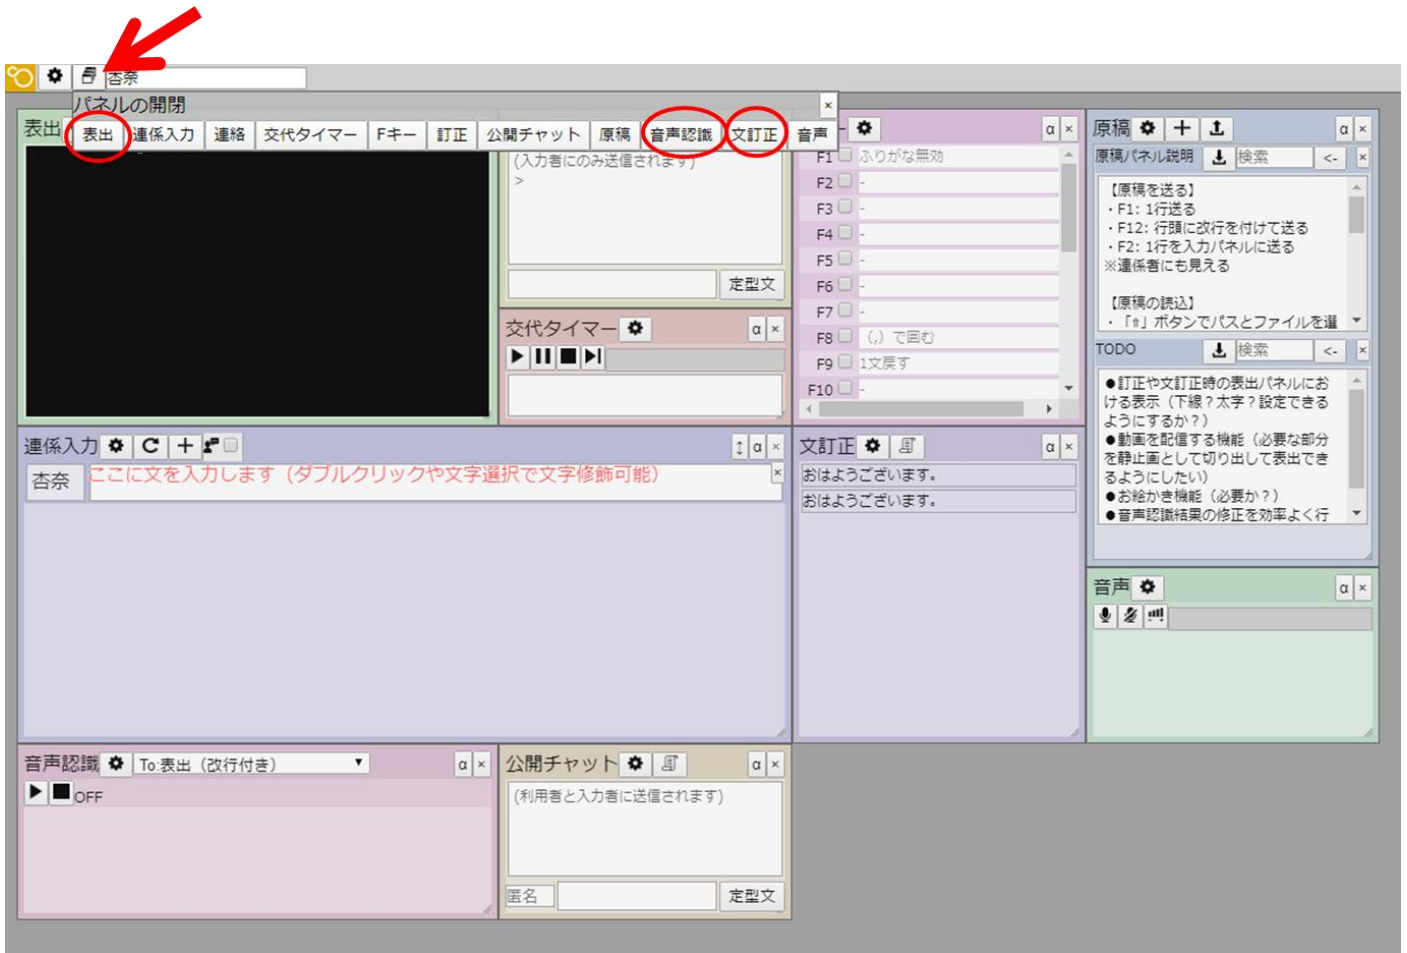 杏奈
パネルの開閉
×
表出
表出 連係入力 連絡 交代タイマー Fキー 訂正 公開チャット 原稿 音声認識 文訂正 音声
(入力者にのみ送信されます)
>
定型文
交代タイマー
α ×
ー
α ×
F1 ふりがな無効
F2 -
F3 -
F4 -
F5 -
F6 -
F7 -
F8 (,) で囲む
F9 1文戻す
F10 -
原稿
α ×
原稿パネル説明 検索 <- ×
【原稿を送る】
・F1: 1行送る
・F12: 行頭に改行を付けて送る
・F2: 1行を入力パネルに送る
※連係者にも見える
【原稿の読込】
・「⇑」ボタンでパスとファイルを選
TODO 検索 <- ×
●訂正や文訂正時の表出パネルにお
ける表示（下線？太字？設定できる
ようにするか？）
●動画を配信する機能（必要な部分
を静止画として切り出して表出でき
るようにしたい）
●お絵かき機能（必要か？）
●音声認識結果の修正を効率よく行
連係入力 C
↕ α ×
杏奈 ここに文を入力します（ダブルクリックや文字選択で文字修飾可能） ×
文訂正
α ×
おはようございます。
おはようございます。
音声
α ×
音声認識 To:表出（改行付き）
α ×
OFF
公開チャット
α ×
(利用者と入力者に送信されます)
匿名 定型文